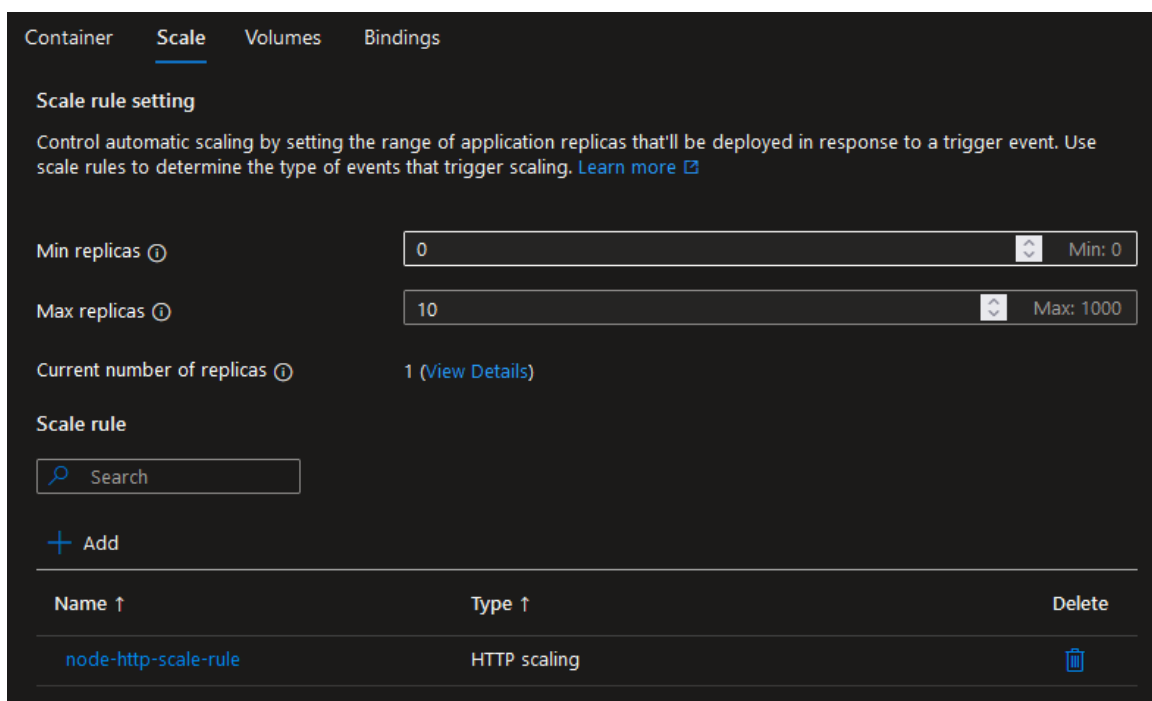 Container Scale Volumes Bindings
Scale rule setting
Control automatic scaling by setting the range of application replicas that'll be deployed in response to a trigger event. Use
scale rules to determine the type of events that trigger scaling. Learn more
Min replicas 0 Min: 0
Max replicas 10 Max: 1000
Current number of replicas 1 (View Details)
Scale rule
Search
+ Add
Name ↑ Type ↑ Delete
node-http-scale-rule HTTP scaling